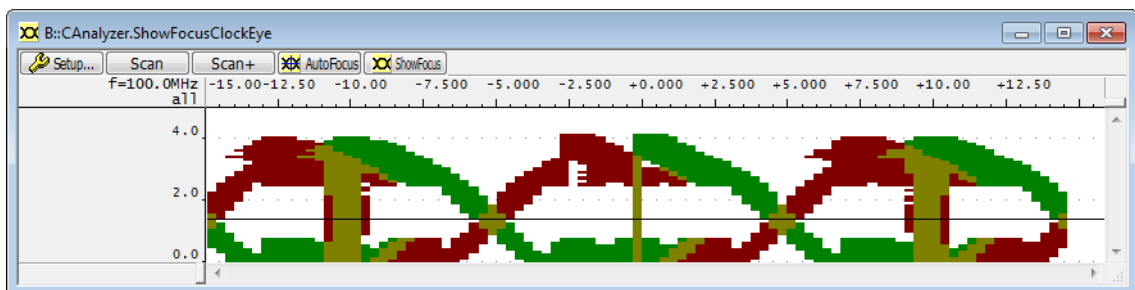 B::CAnalyzer.ShowFocusClockEye
Setup... Scan Scan+ AutoFocus ShowFocus
f=100.0MHz -15.00-12.50 -10.00 -7.500 -5.000 -2.500 +0.000 +2.500 +5.000 +7.500 +10.00 +12.50
all
4.0
2.0
0.0